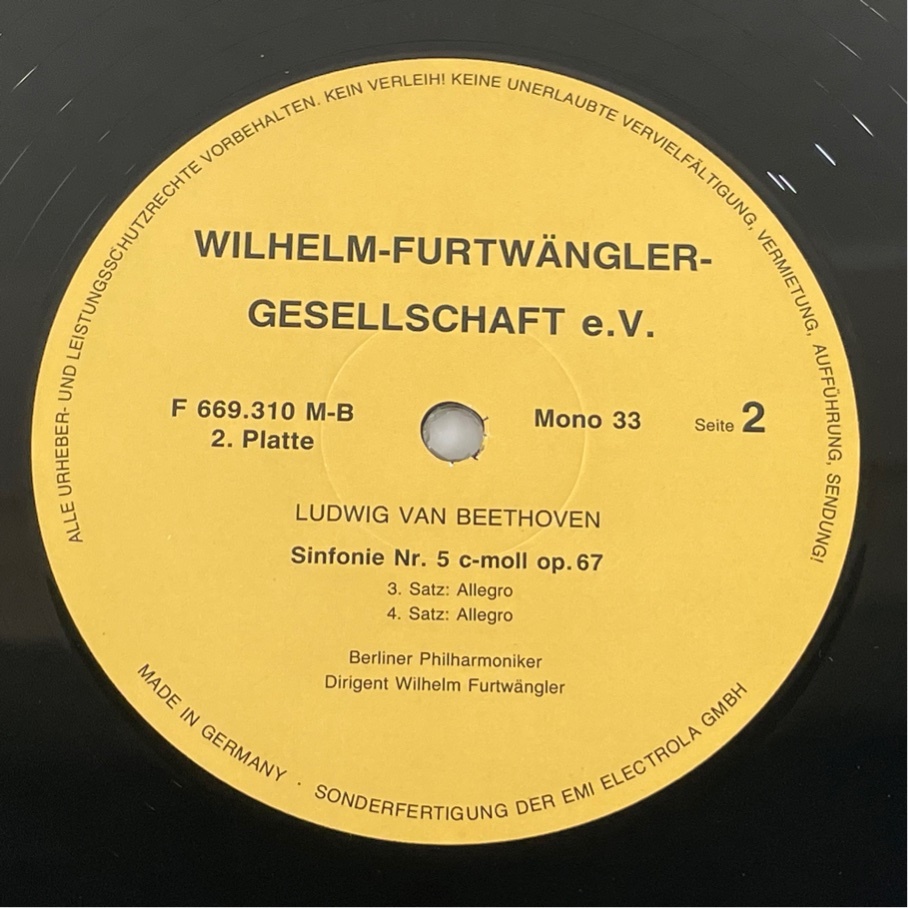 ALLE URHEBER- UND LEISTUNGSSCHUTZRECHTE VORBEHALTEN. KEIN VERLEIH! KEINE UNERLAUBTE VERVIELFÄLTIGUNG, VERMIETUNG, AUFFÜHRUNG, SENDUNG!
WILHELM-FURTWÄNGLER-
GESELLSCHAFT e.V.
F 669.310 M-B
2. Platte
Mono 33
Seite 2
LUDWIG VAN BEETHOVEN
Sinfonie Nr. 5 c-moll op. 67
3. Satz: Allegro
4. Satz: Allegro
Berliner Philharmoniker
Dirigent Wilhelm Furtwängler
MADE IN GERMANY · SONDERFERTIGUNG DER EMI ELECTROLA GMBH